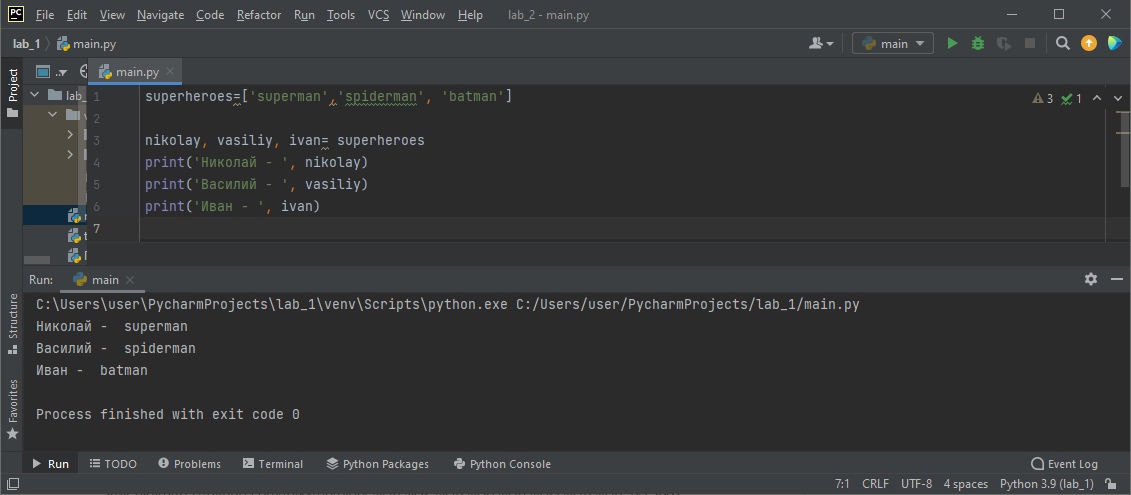 File Edit View Navigate Code Refactor Run Tools VCS Window Help lab_2 - main.py
lab_1 main.py main
Project .. main.py
lab_
1 superheroes=['superman','spiderman', 'batman']
3 1
3 nikolay, vasiliy, ivan= superheroes
4 print('Николай - ', nikolay)
5 print('Василий - ', vasiliy)
6 print('Иван - ', ivan)
7
Run: main
C:\Users\user\PycharmProjects\lab_1\venv\Scripts\python.exe C:/Users/user/PycharmProjects/lab_1/main.py
Николай -  superman
Василий -  spiderman
Иван -  batman
Process finished with exit code 0
Structure
Favorites
Run TODO Problems Terminal Python Packages Python Console Event Log
7:1 CRLF UTF-8 4 spaces Python 3.9 (lab_1)